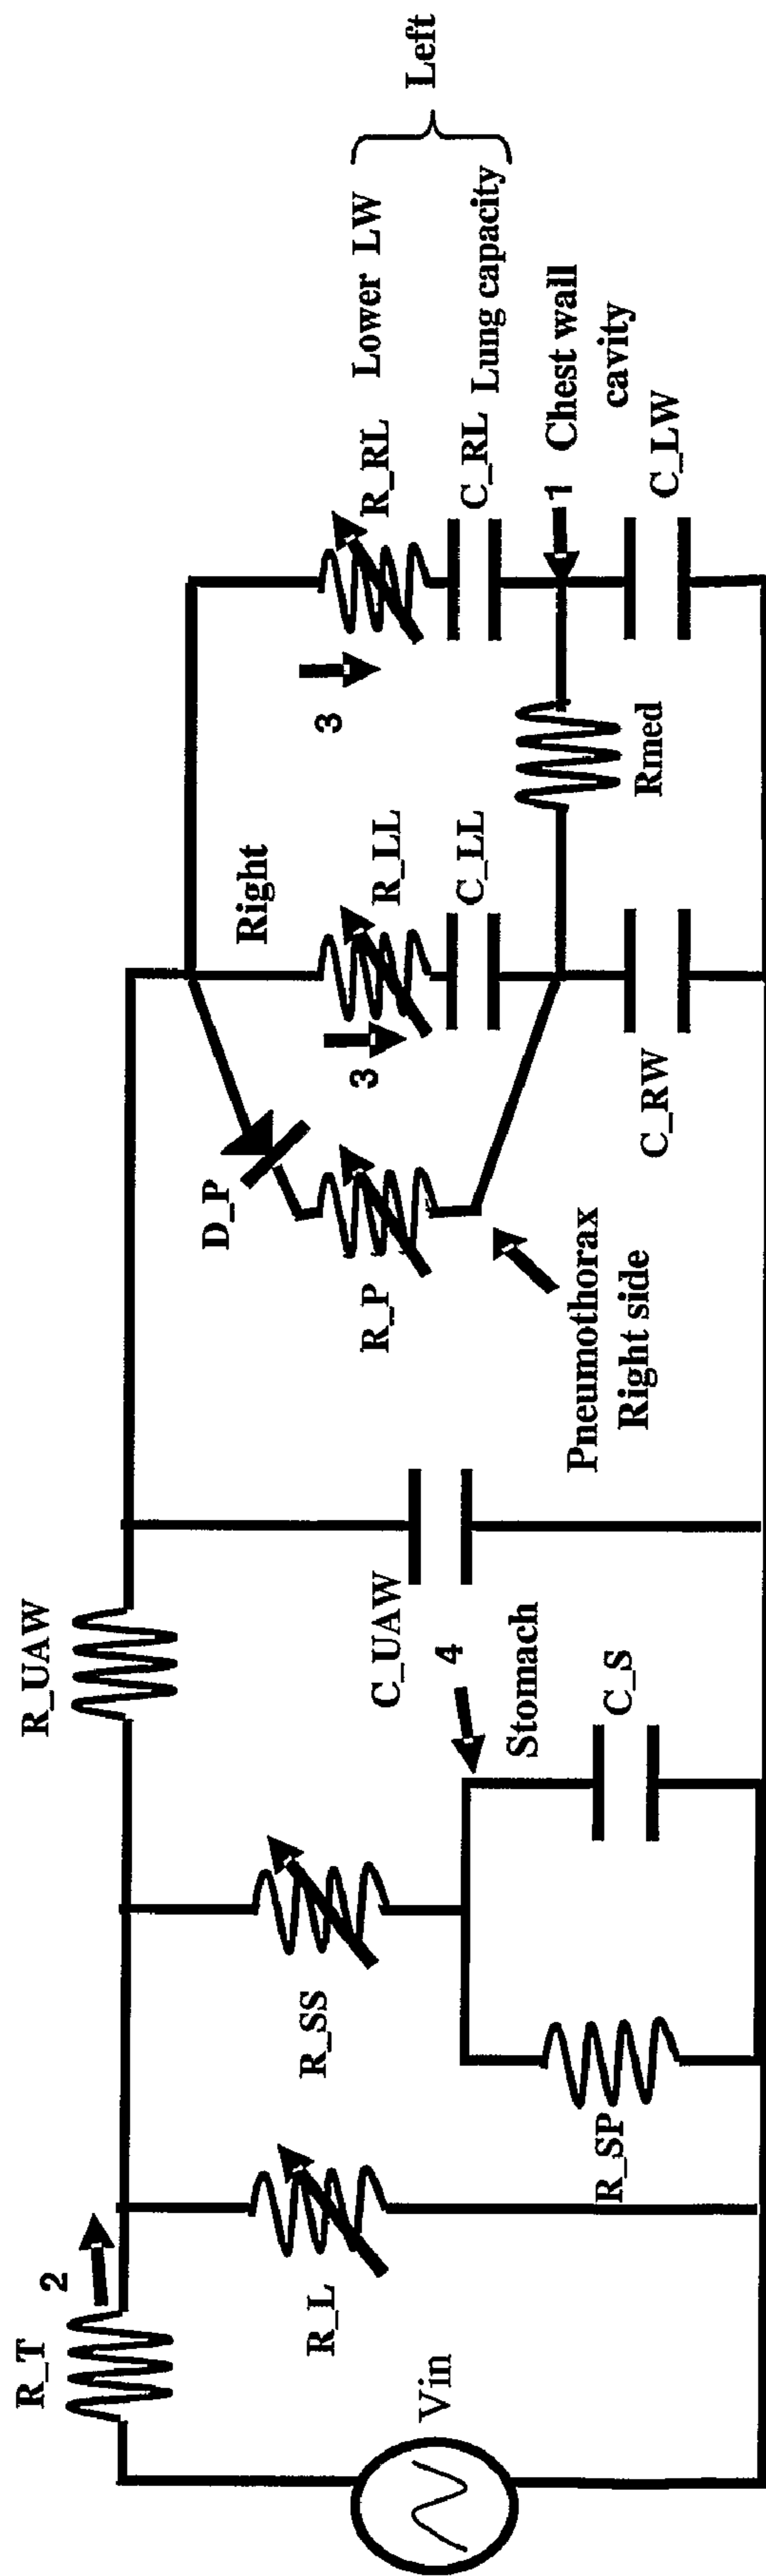 R_T
2
R_UAW
Vin
R_L
R_SS
R_SP
4
Stomach
C_S
C_UAW
D_P
R_P
Pneumothorax
Right side
Right
3
R_LL
C_LL
C_RW
Rmed
3
R_RL
C_RL
Lower LW
Lung capacity
Left
1
Chest wall
cavity
C_LW